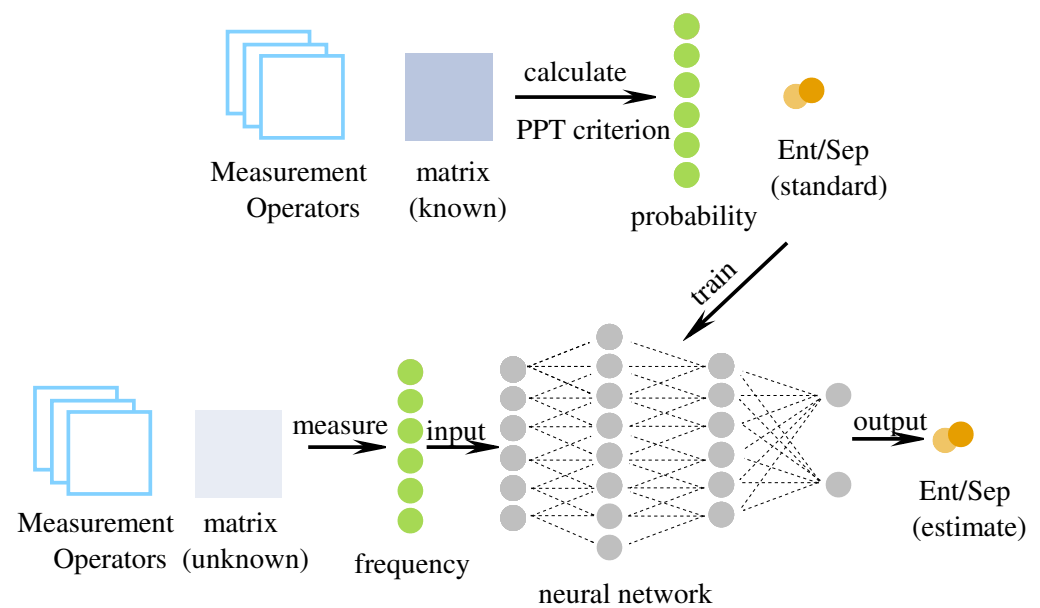 calculate
PPT criterion
Measurement
Operators
matrix
(known)
probability
Ent/Sep
(standard)
train
measure
input
output
Measurement
Operators
matrix
(unknown)
frequency
neural network
Ent/Sep
(estimate)